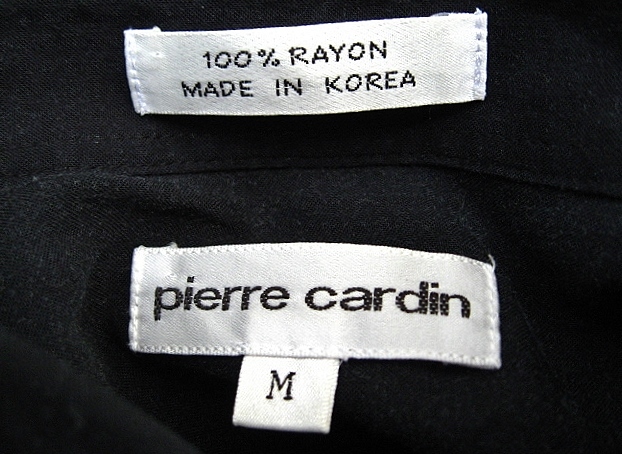 100% RAYON
MADE IN KOREA
pierre cardin
M